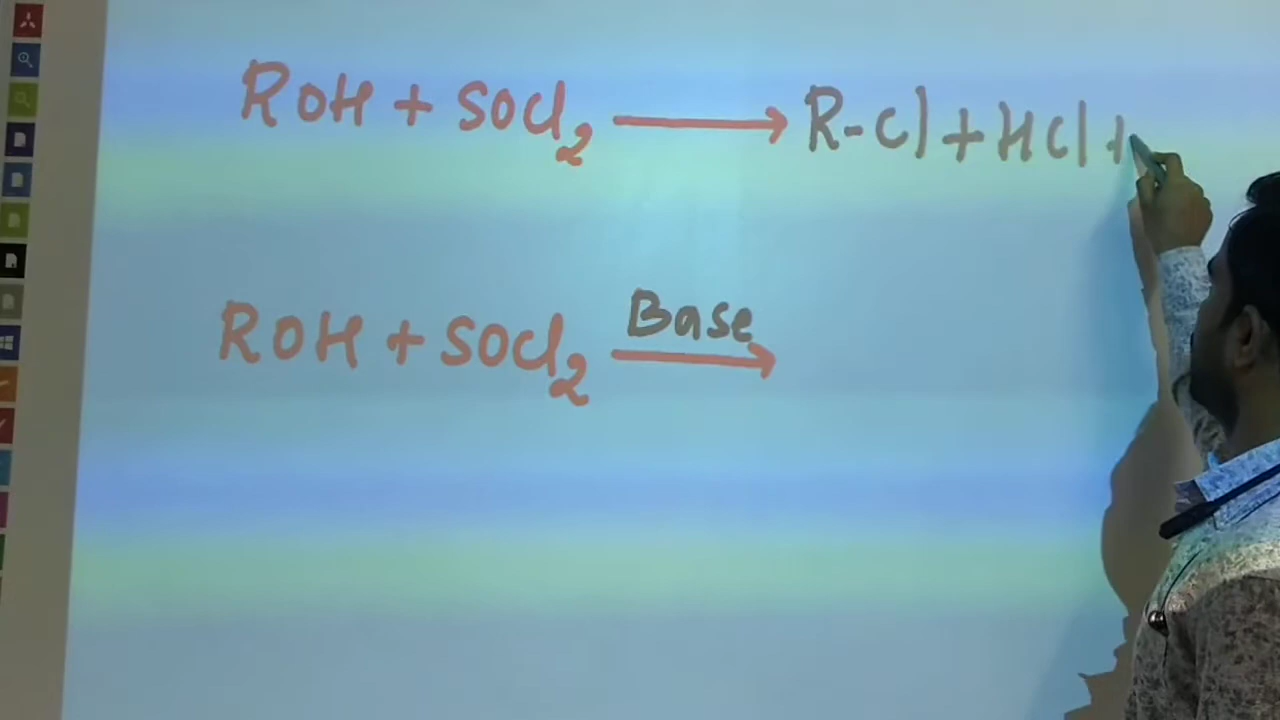 ROH + SOCl₂ ⟶ R-Cl + HCl +
Base
ROH + SOCl₂ ⟶